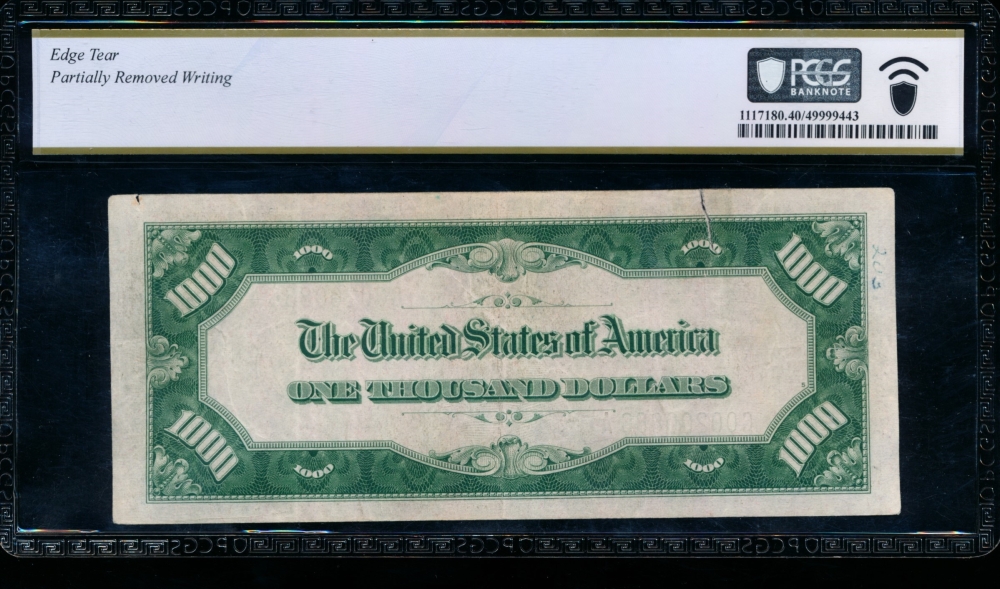 Edge Tear
Partially Removed Writing
PCGS
BANKNOTE
1117180.40/49999443
1000 1000 1000 1000
The United States of America
ONE THOUSAND DOLLARS
1000 1000 1000 1000